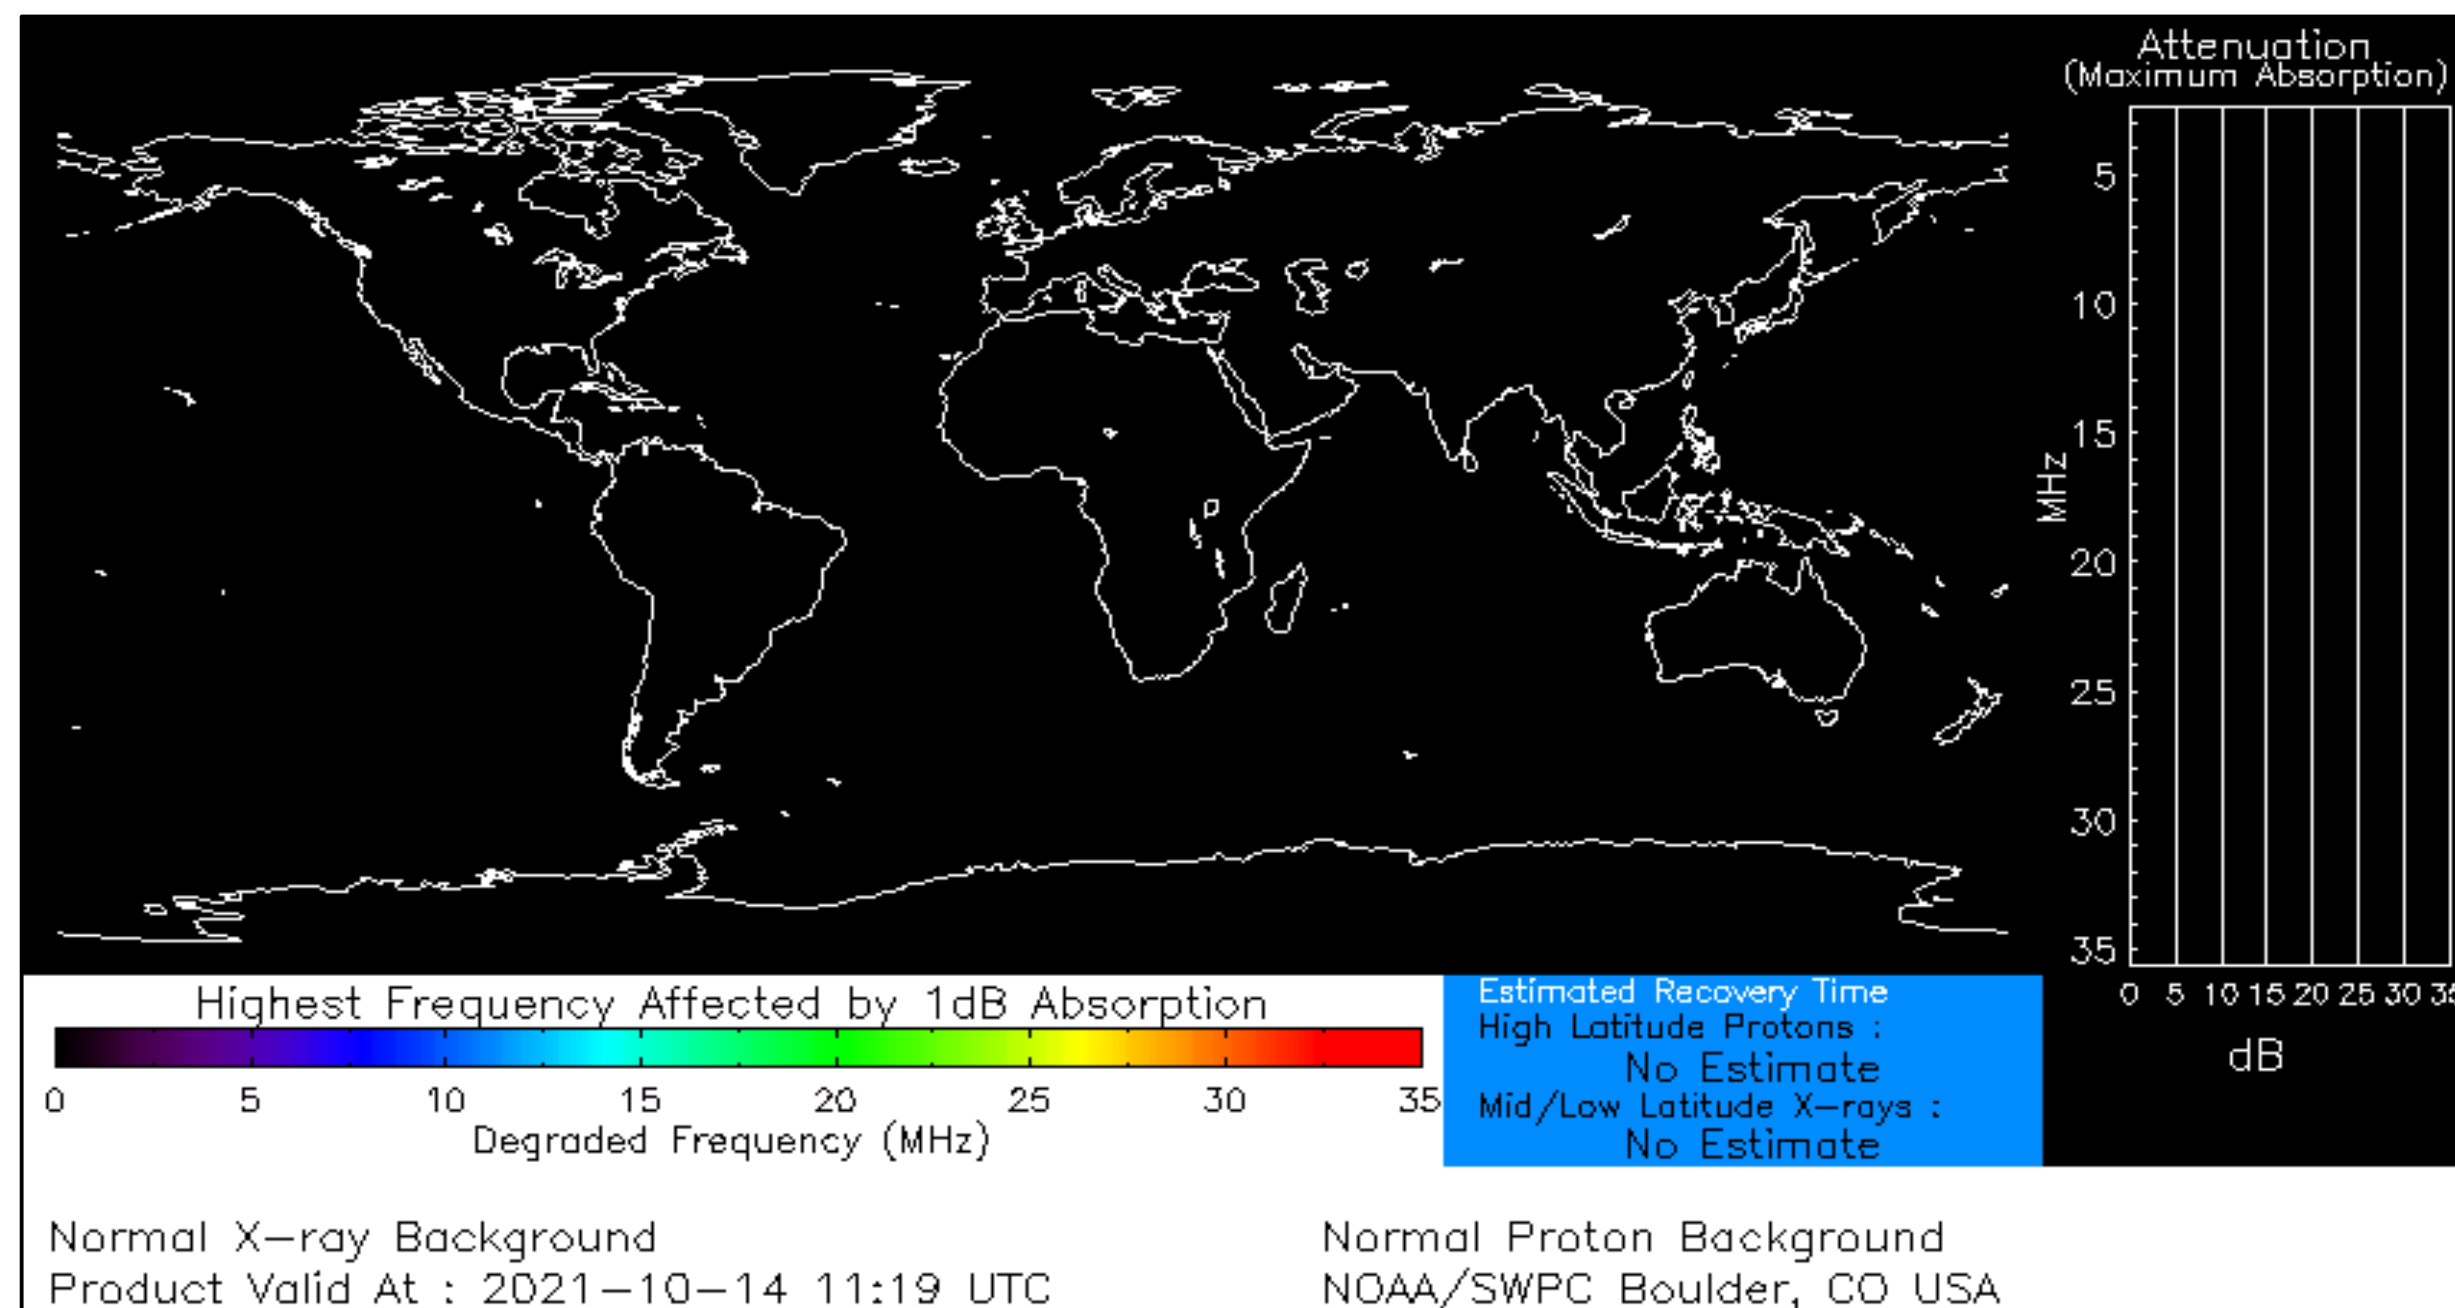 Attenuation
(Maximum Absorption)
5
10
15
20
25
30
35
MHz
0 5 10 15 20 25 30
dB
Highest Frequency Affected by 1dB Absorption
0 5 10 15 20 25 30 35
Degraded Frequency (MHz)
Estimated Recovery Time
High Latitude Protons :
No Estimate
Mid/Low Latitude X-rays :
No Estimate
Normal X-ray Background
Normal Proton Background
Product Valid At : 2021-10-14 11:19 UTC
NOAA/SWPC Boulder, CO USA